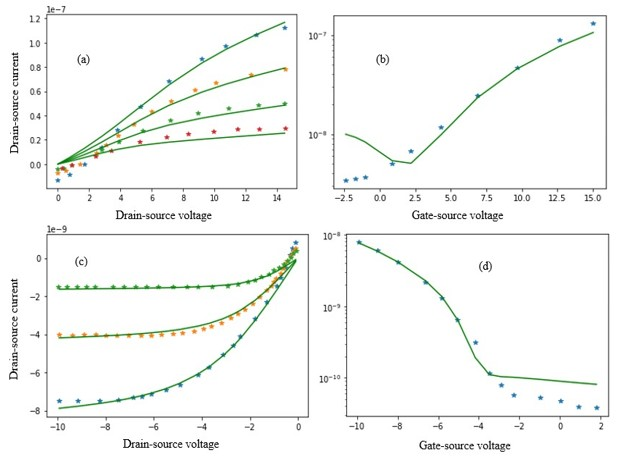 1e−7
1.2
1.0
0.8
0.6
0.4
0.2
0.0
(a)
0 2 4 6 8 10 12 14
Drain-source voltage
Drain-source current
10−7
10−8
(b)
−2.5 0.0 2.5 5.0 7.5 10.0 12.5 15.0
Gate-source voltage
1e−9
0
−2
−4
−6
−8
(c)
−10 −8 −6 −4 −2 0
Drain-source voltage
Drain-source current
10−8
10−9
10−10
(d)
−10 −8 −6 −4 −2 0 2
Gate-source voltage